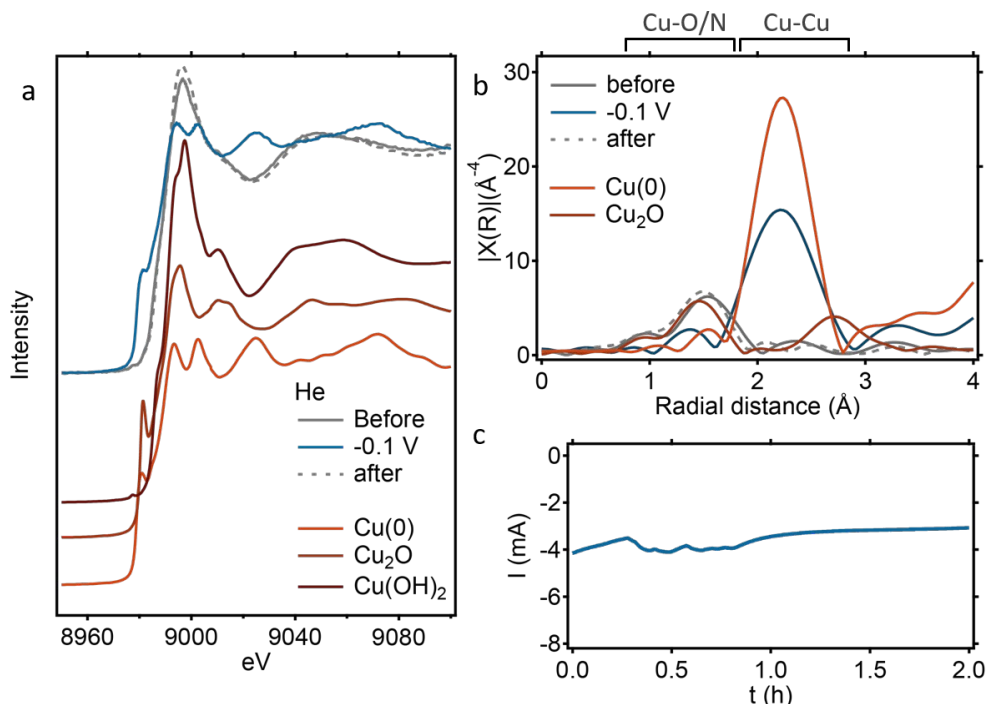 a
Intensity
He
Before
-0.1 V
after
Cu(0)
Cu₂O
Cu(OH)₂
8960 9000 9040 9080
eV
Cu-O/N Cu-Cu
b
before
-0.1 V
after
Cu(0)
Cu₂O
|X(R)|(Å⁻⁴)
30
20
10
0
0 1 2 3 4
Radial distance (Å)
c
I (mA)
0
-2
-4
-6
-8
0.0 0.5 1.0 1.5 2.0
t (h)